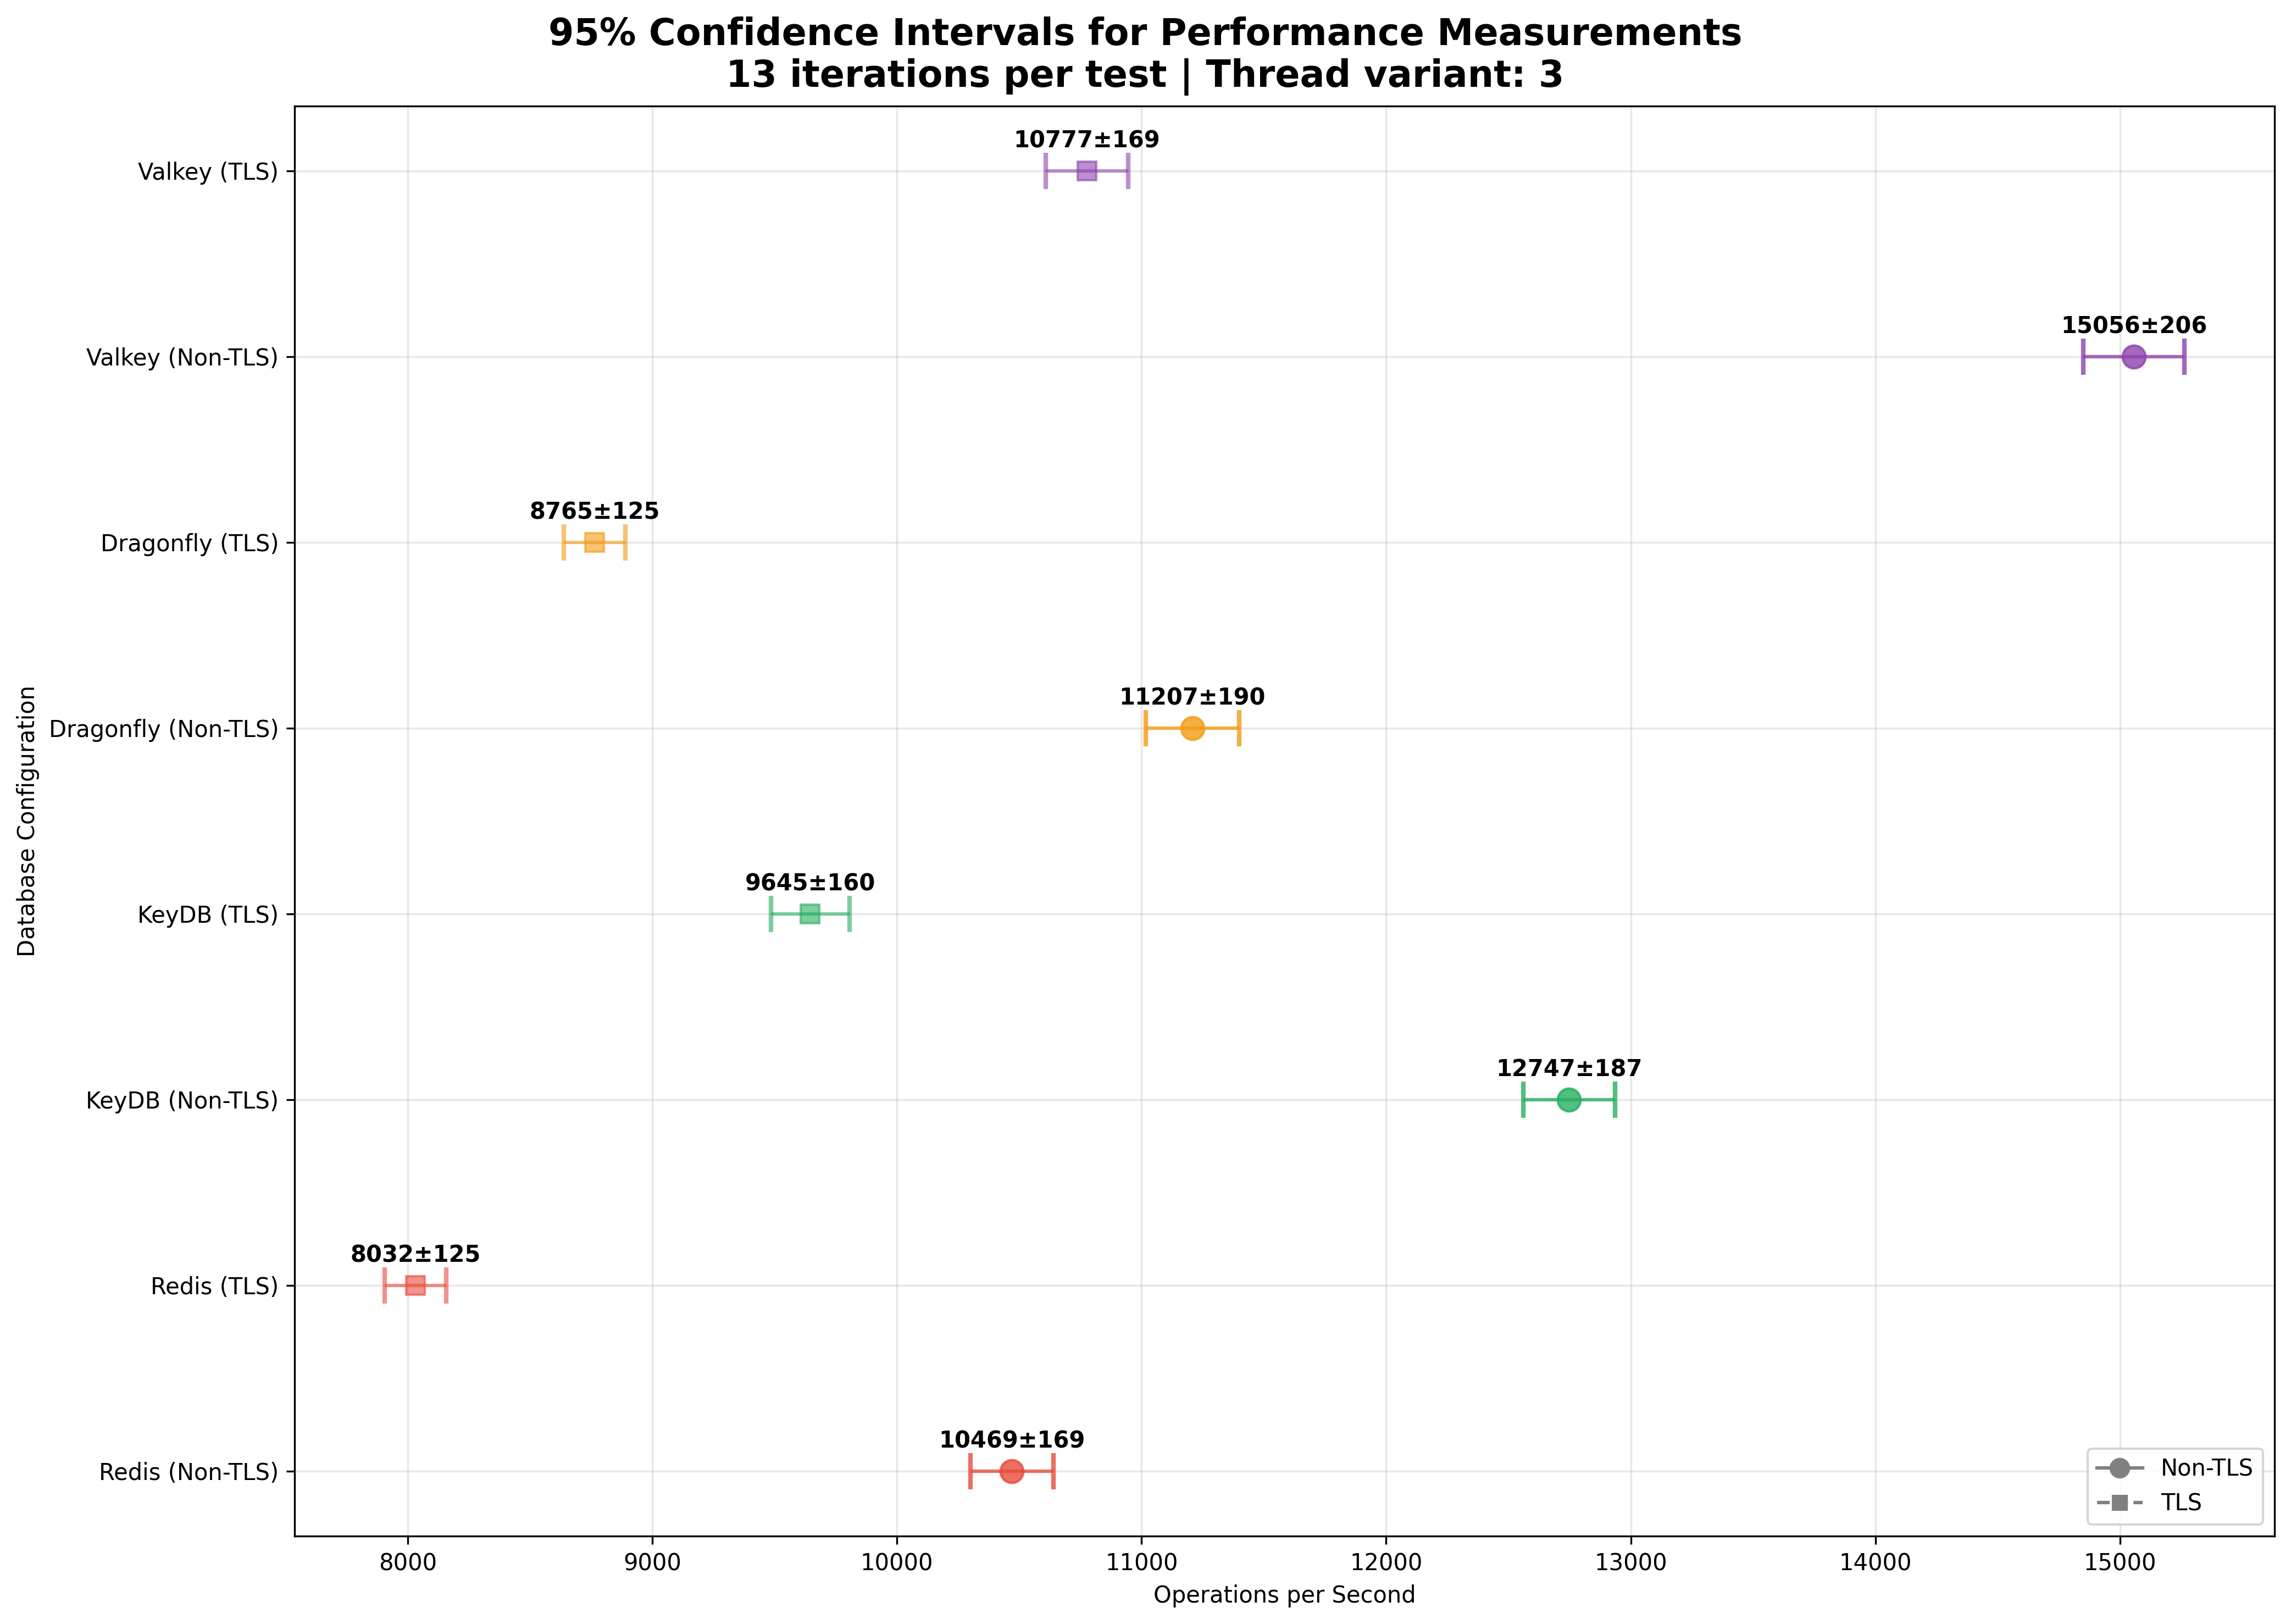 95% Confidence Intervals for Performance Measurements
13 iterations per test | Thread variant: 3
Valkey (TLS)
10777±169
Valkey (Non-TLS)
15056±206
Dragonfly (TLS)
8765±125
Dragonfly (Non-TLS)
11207±190
KeyDB (TLS)
9645±160
KeyDB (Non-TLS)
12747±187
Redis (TLS)
8032±125
Redis (Non-TLS)
10469±169
Database Configuration
Non-TLS
TLS
8000 9000 10000 11000 12000 13000 14000 15000
Operations per Second